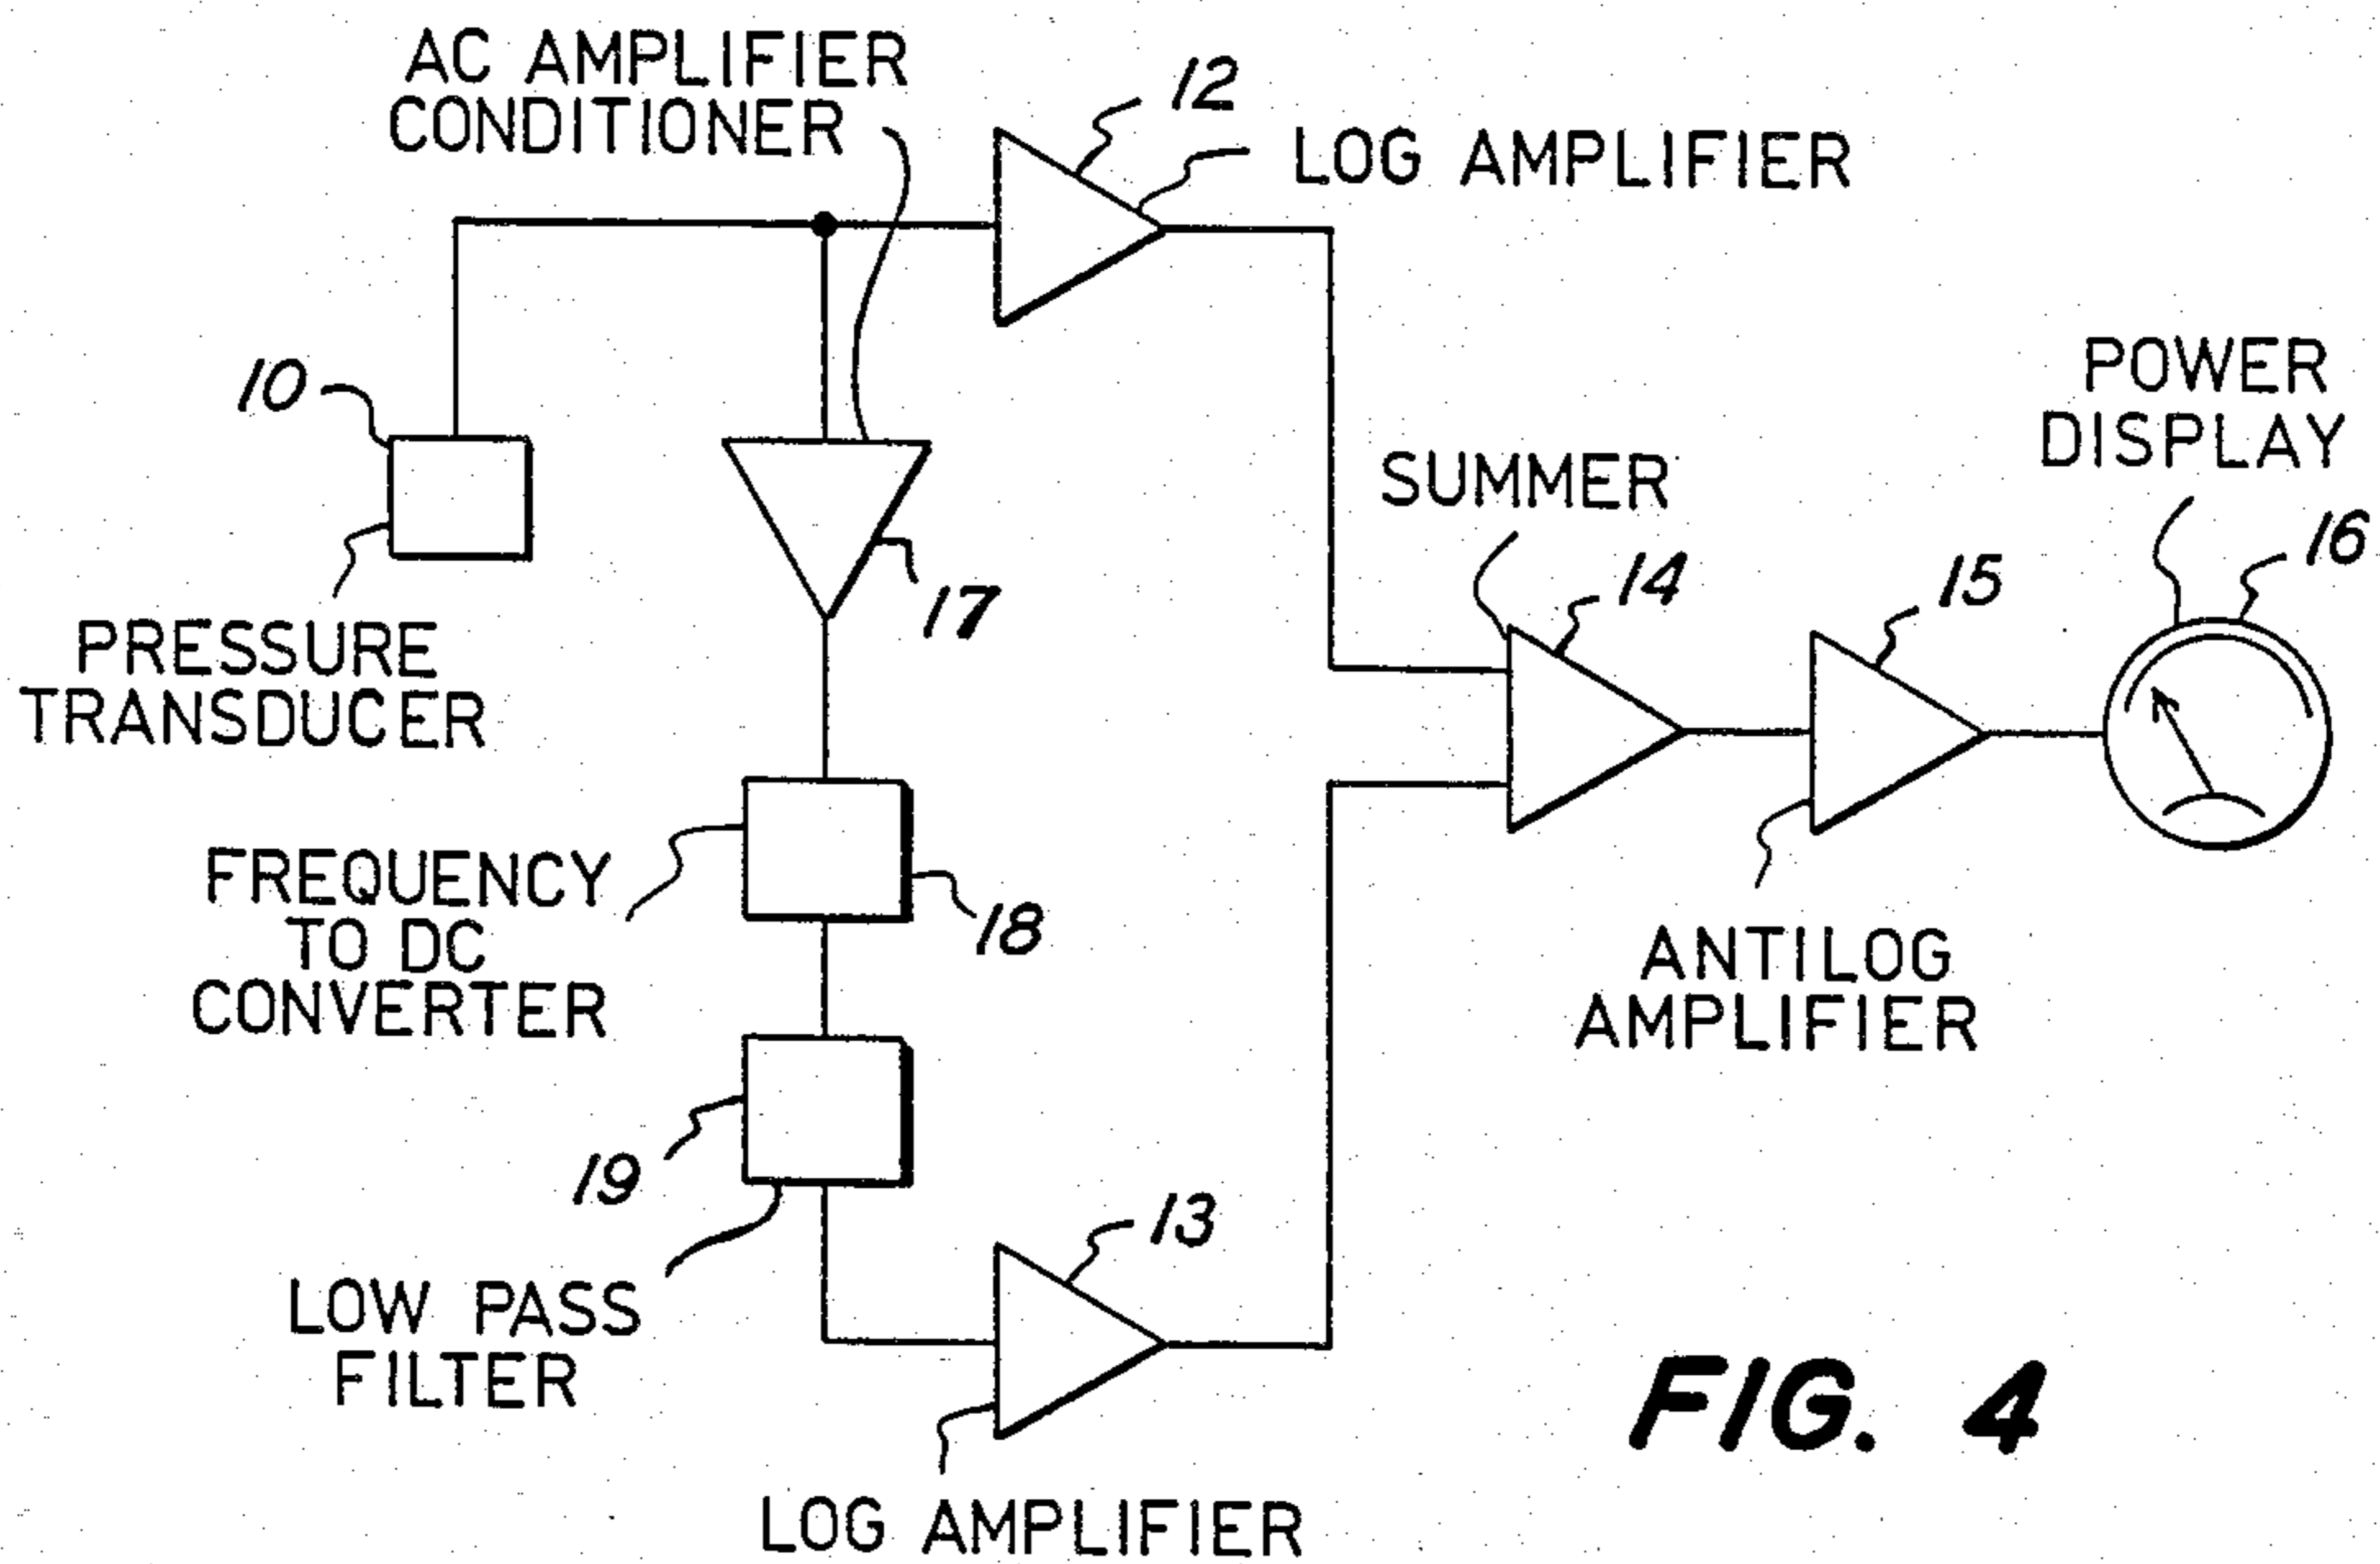 AC AMPLIFIER
CONDITIONER
12
LOG AMPLIFIER
10
PRESSURE
TRANSDUCER
17
SUMMER
14
15
POWER
DISPLAY
16
FREQUENCY
TO DC
CONVERTER
18
ANTILOG
AMPLIFIER
19
LOW PASS
FILTER
13
LOG AMPLIFIER
FIG. 4